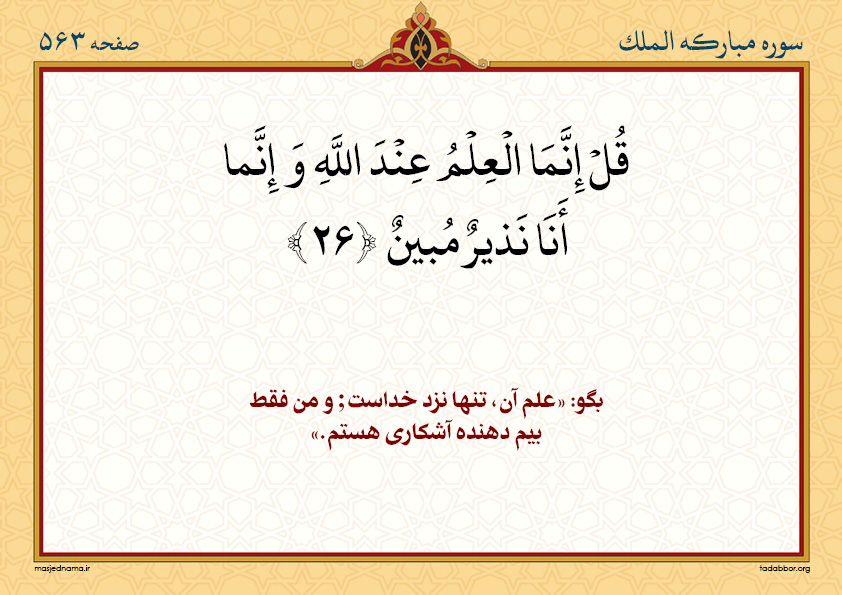 سوره مبارکه الملك
صفحه ۵۶۳
قُلْ إِنَّمَا الْعِلْمُ عِنْدَ اللَّهِ وَ إِنَّما
أَنَا نَذيرٌ مُبينٌ ﴿۲۶﴾
بگو: «علم آن، تنها نزد خداست; و من فقط
بیم دهنده آشکاری هستم.»
masjednama.ir
tadabbor.org